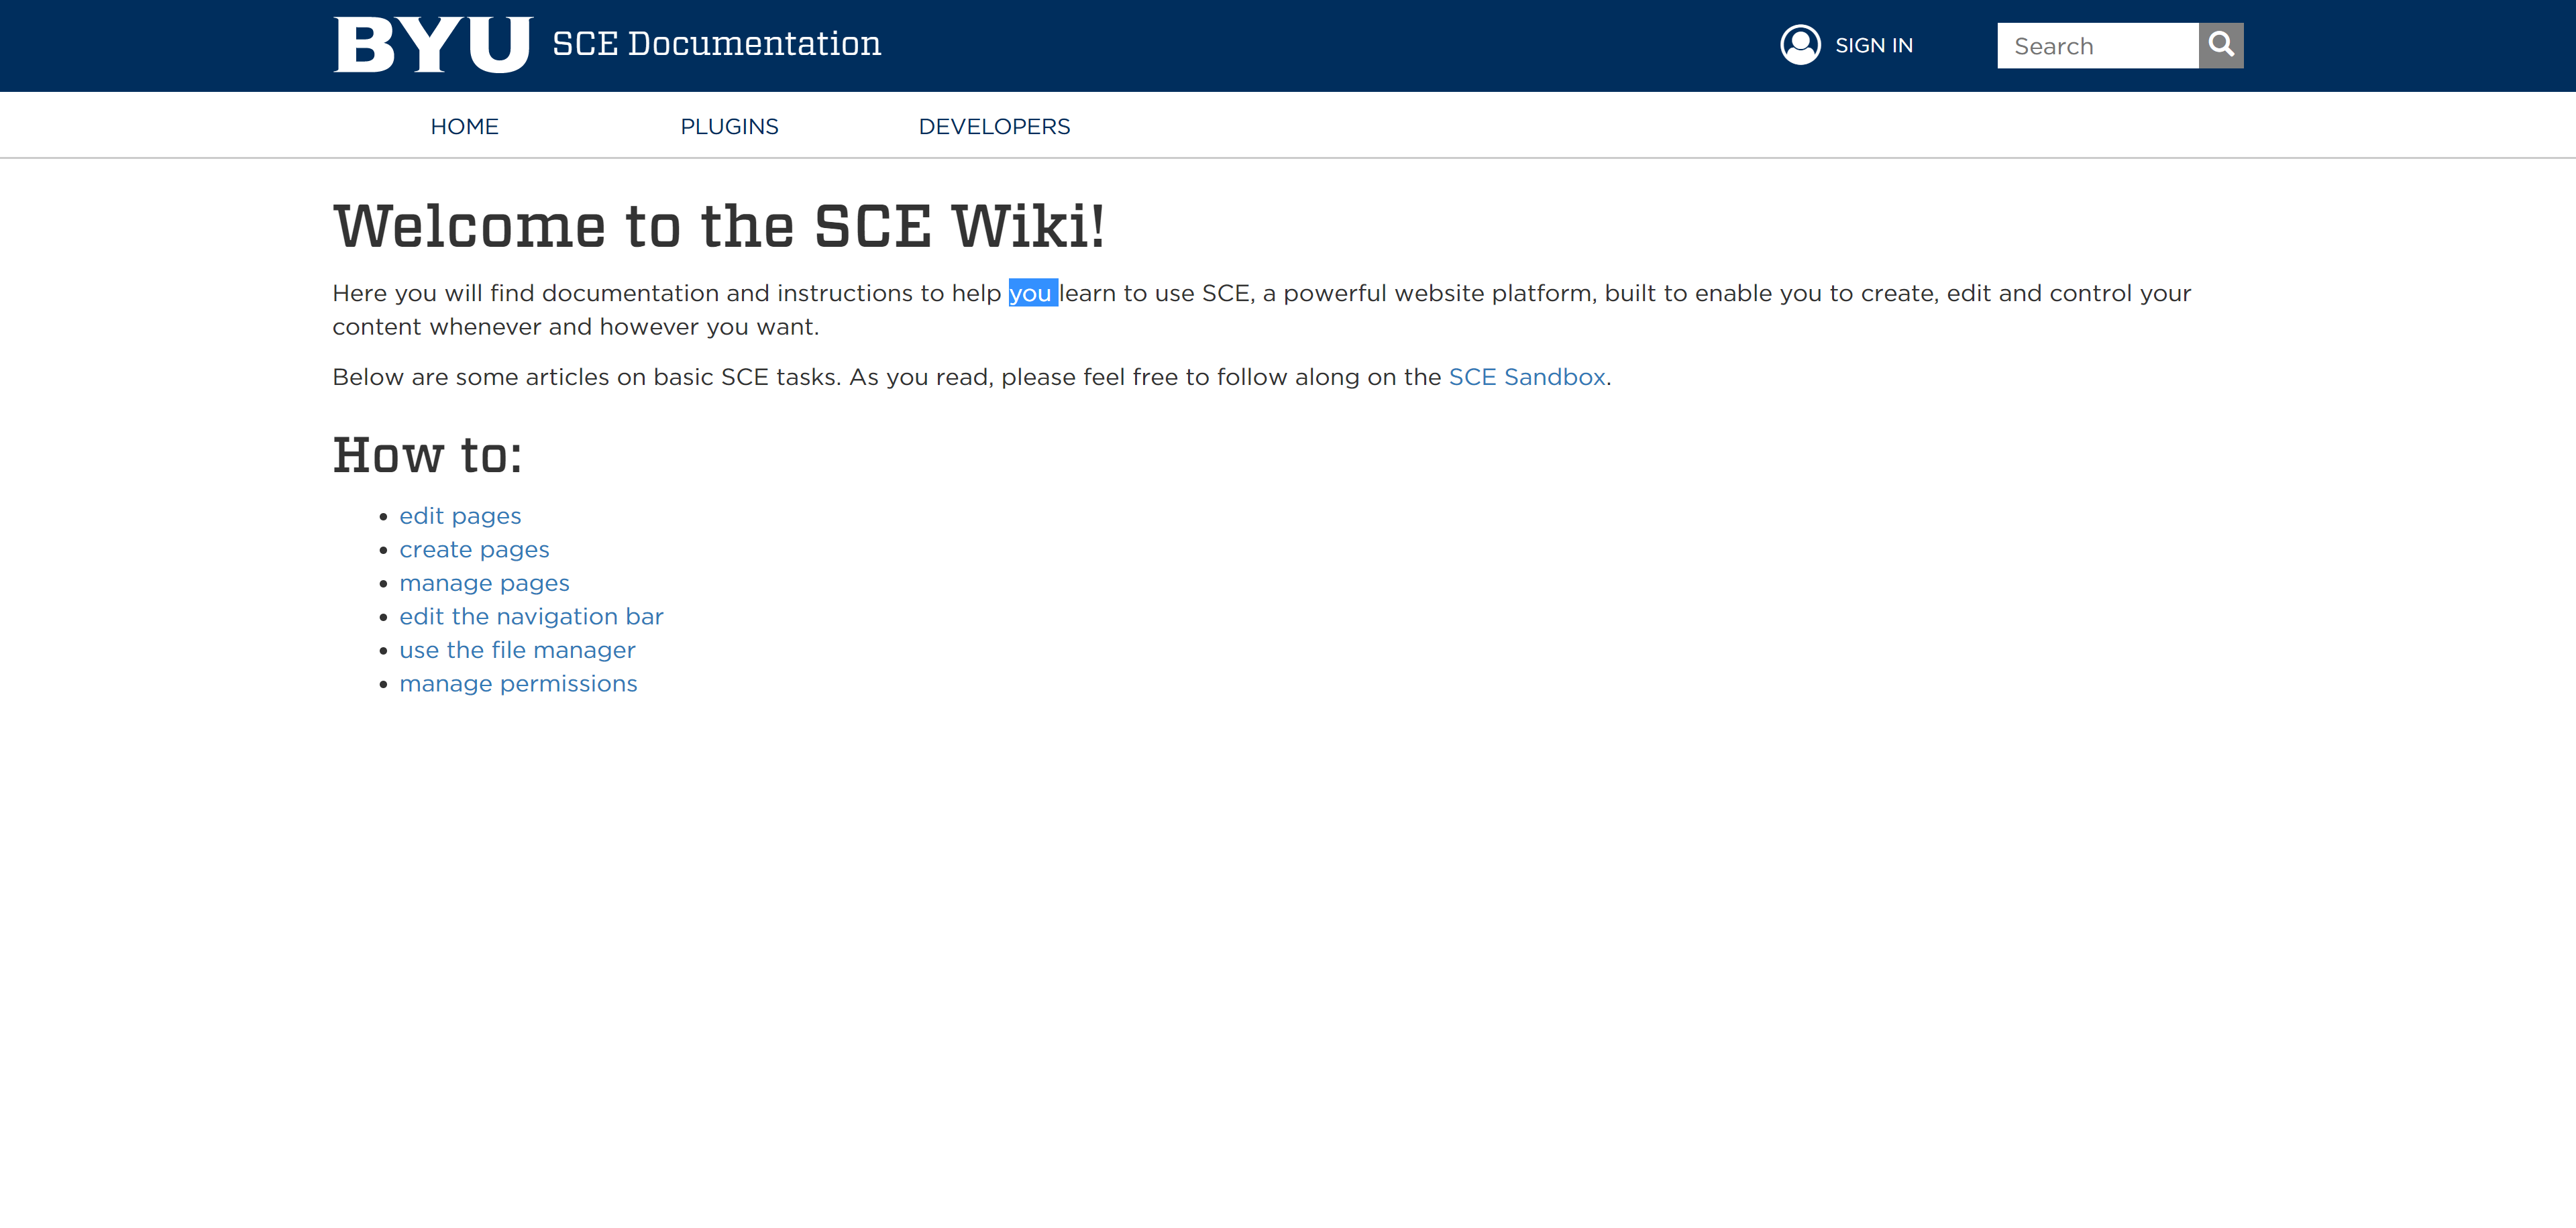 BYU SCE Documentation
SIGN IN
Search
HOME PLUGINS DEVELOPERS
Welcome to the SCE Wiki!
Here you will find documentation and instructions to help you learn to use SCE, a powerful website platform, built to enable you to create, edit and control your
content whenever and however you want.
Below are some articles on basic SCE tasks. As you read, please feel free to follow along on the SCE Sandbox.
How to:
edit pages
create pages
manage pages
edit the navigation bar
use the file manager
manage permissions